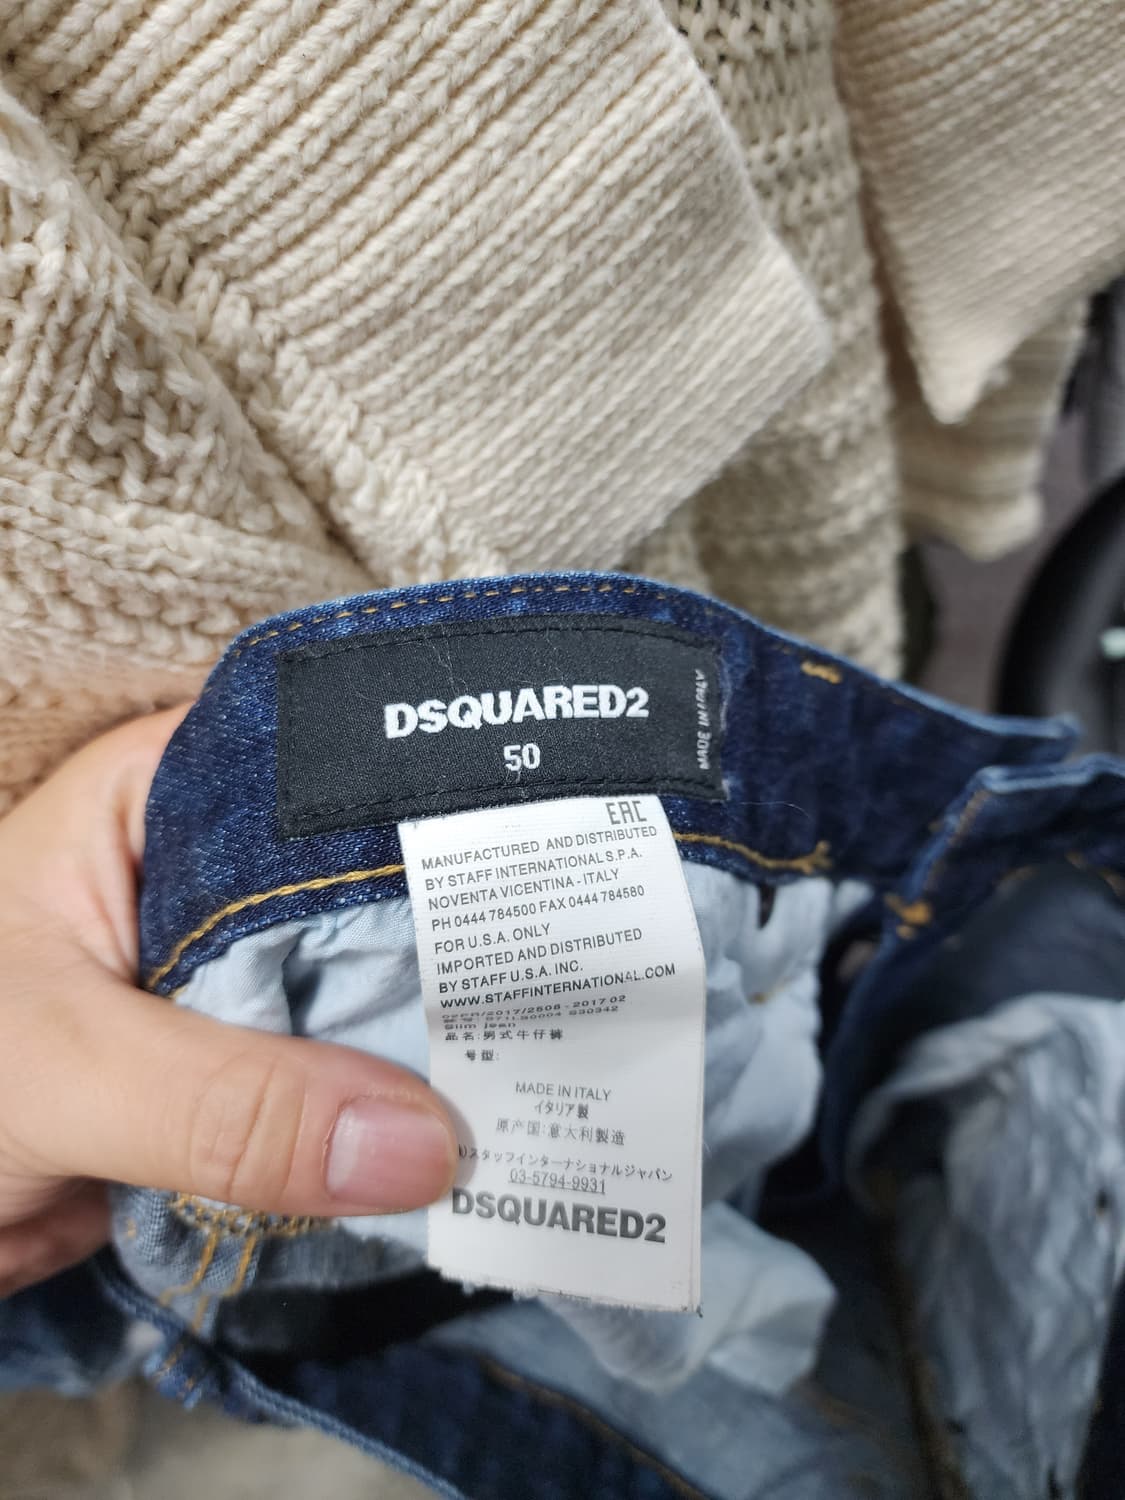 DSQUARED2
50
MADE IN ITALY
EAC
MANUFACTURED AND DISTRIBUTED
BY STAFF INTERNATIONAL S.P.A.
NOVENTA VICENTINA - ITALY
PH 0444 784500 FAX 0444 784580
FOR U.S.A. ONLY
IMPORTED AND DISTRIBUTED
BY STAFF U.S.A. INC.
WWW.STAFFINTERNATIONAL.COM
2017 02
S30342
Slim jean
品名:男式牛仔裤
号型:
MADE IN ITALY
イタリア製
原产国:意大利製造
スタッフインターナショナルジャパン
03-5794-9931
DSQUARED2